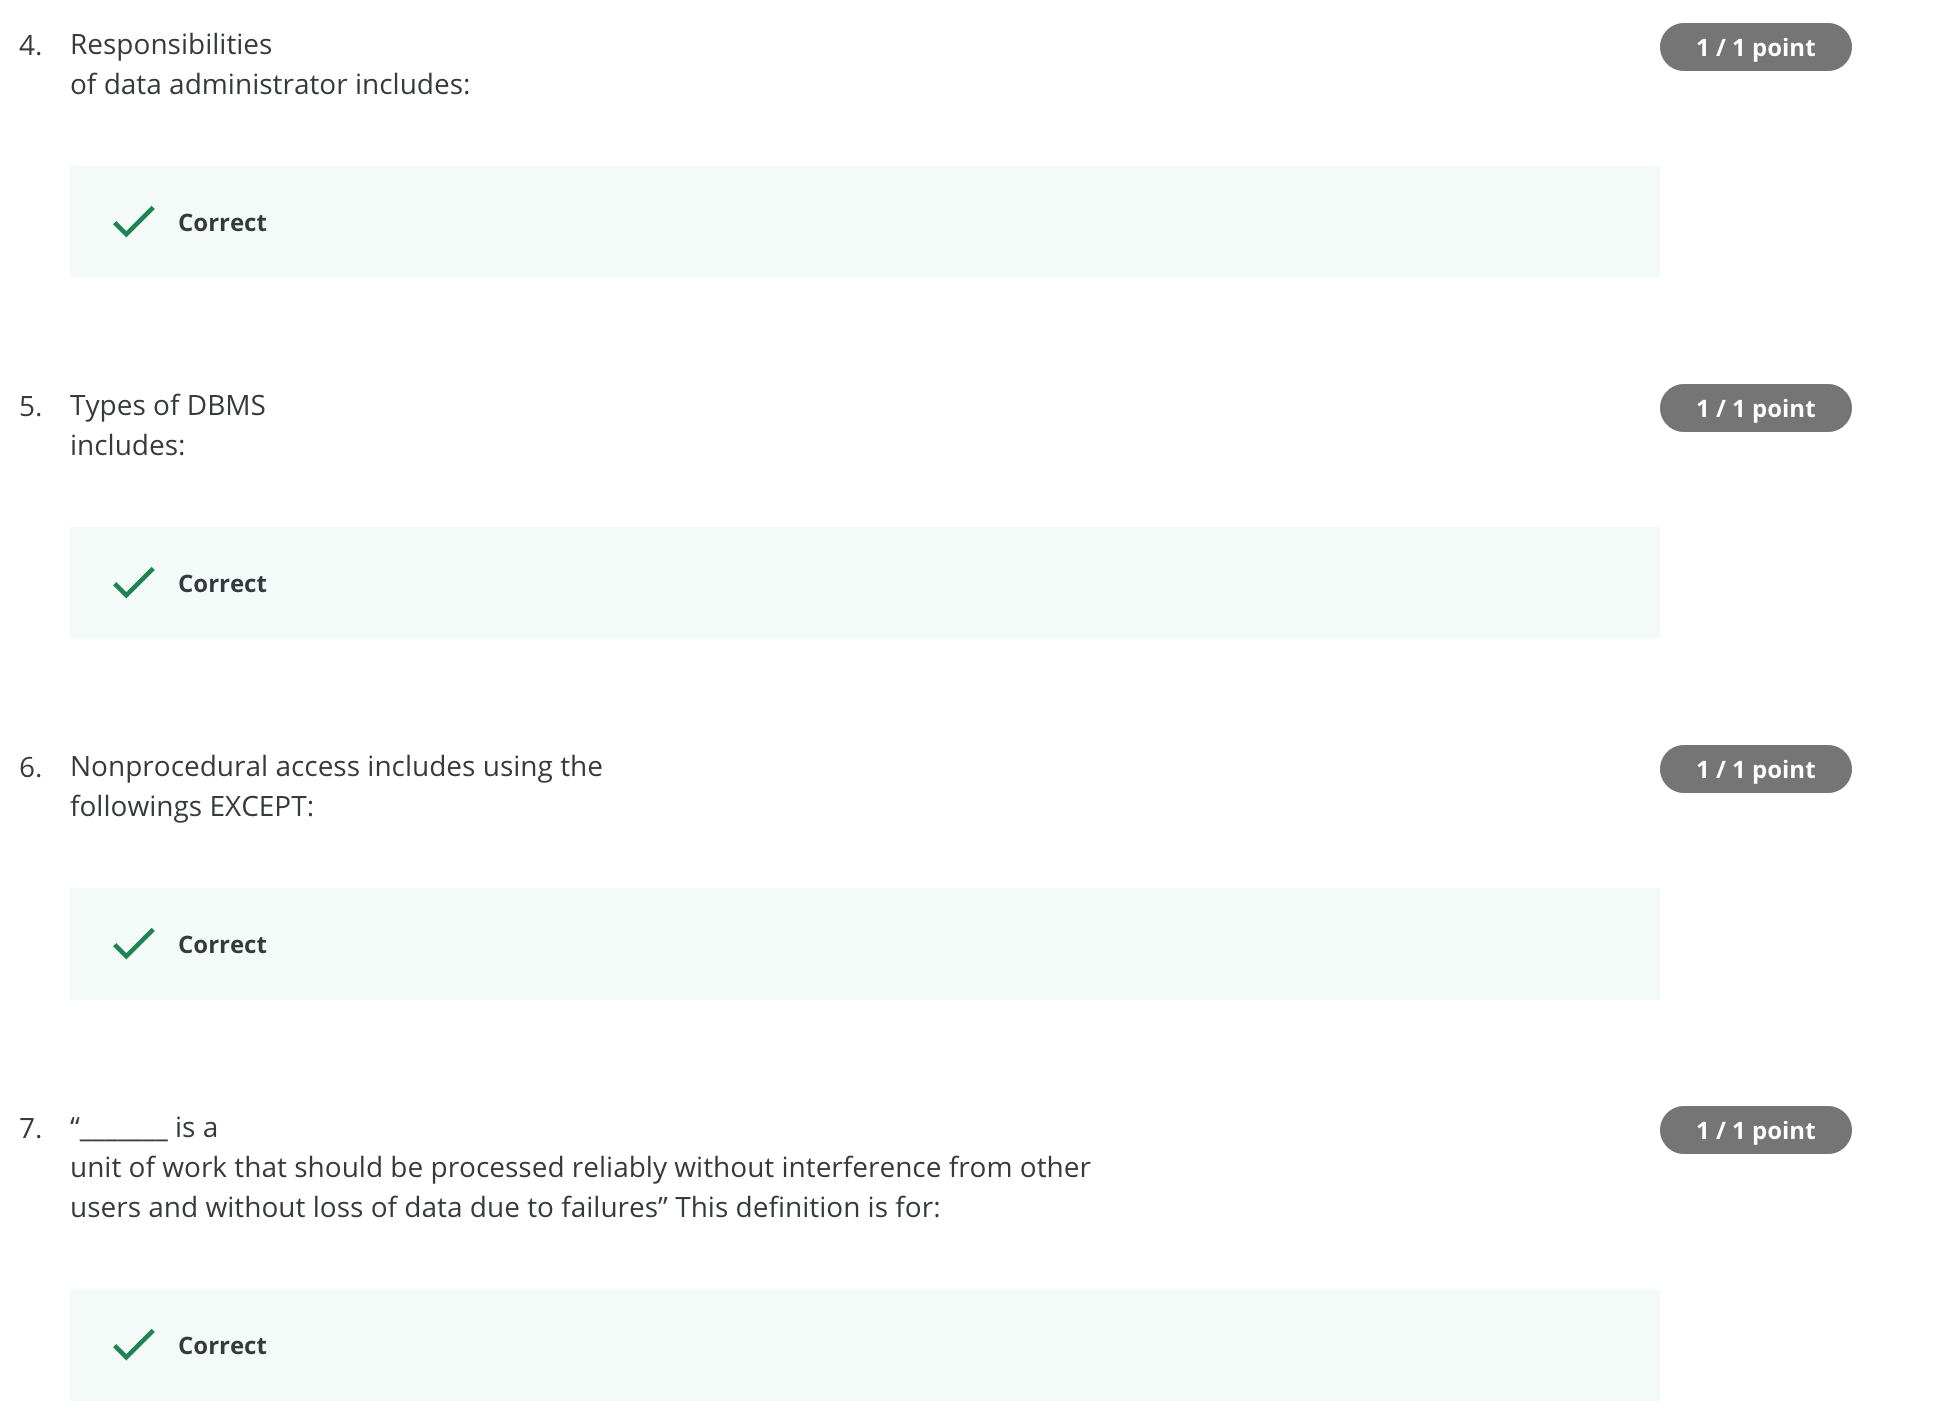 4. Responsibilities
of data administrator includes:
1 / 1 point
Correct
5. Types of DBMS
includes:
1 / 1 point
Correct
6. Nonprocedural access includes using the
followings EXCEPT:
1 / 1 point
Correct
7. “_______ is a
unit of work that should be processed reliably without interference from other
users and without loss of data due to failures” This definition is for:
1 / 1 point
Correct